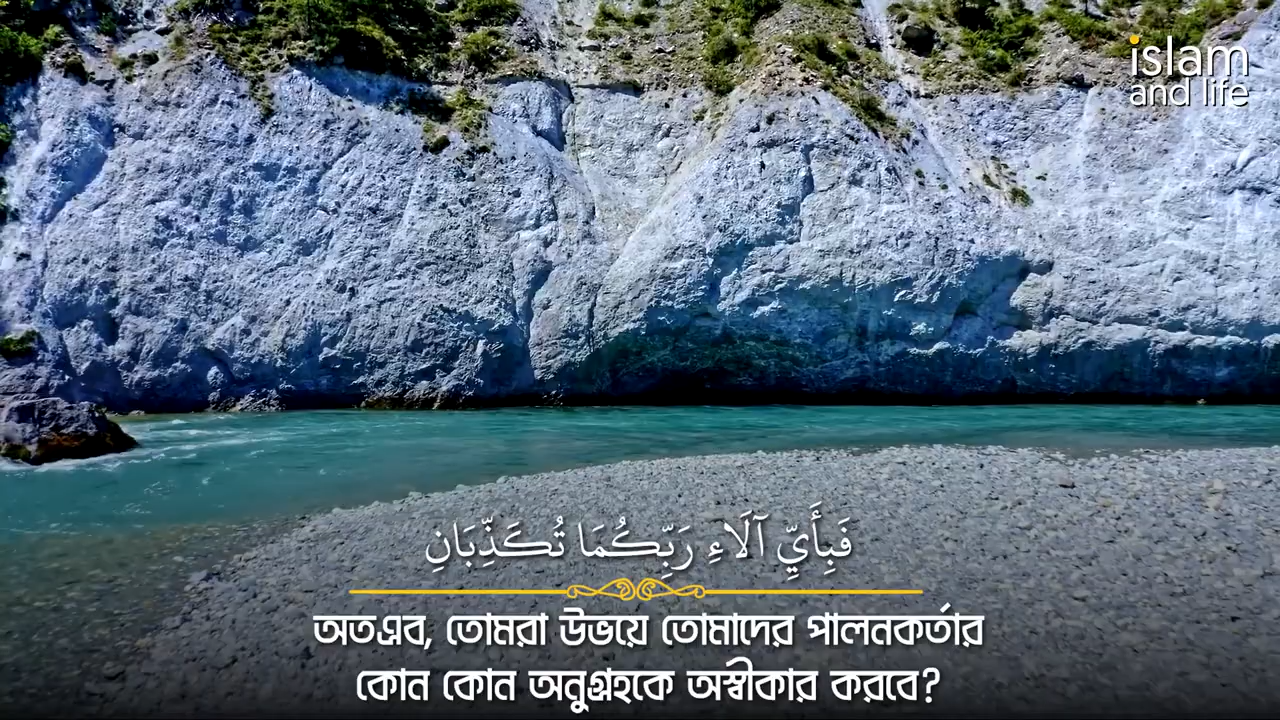 islam
and life
فَبِأَيِّ آلَاءِ رَبِّكُمَا تُكَذِّبَانِ
অতএব, তোমরা উভয়ে তোমাদের পালনকর্তার
কোন কোন অনুগ্রহকে অস্বীকার করবে?